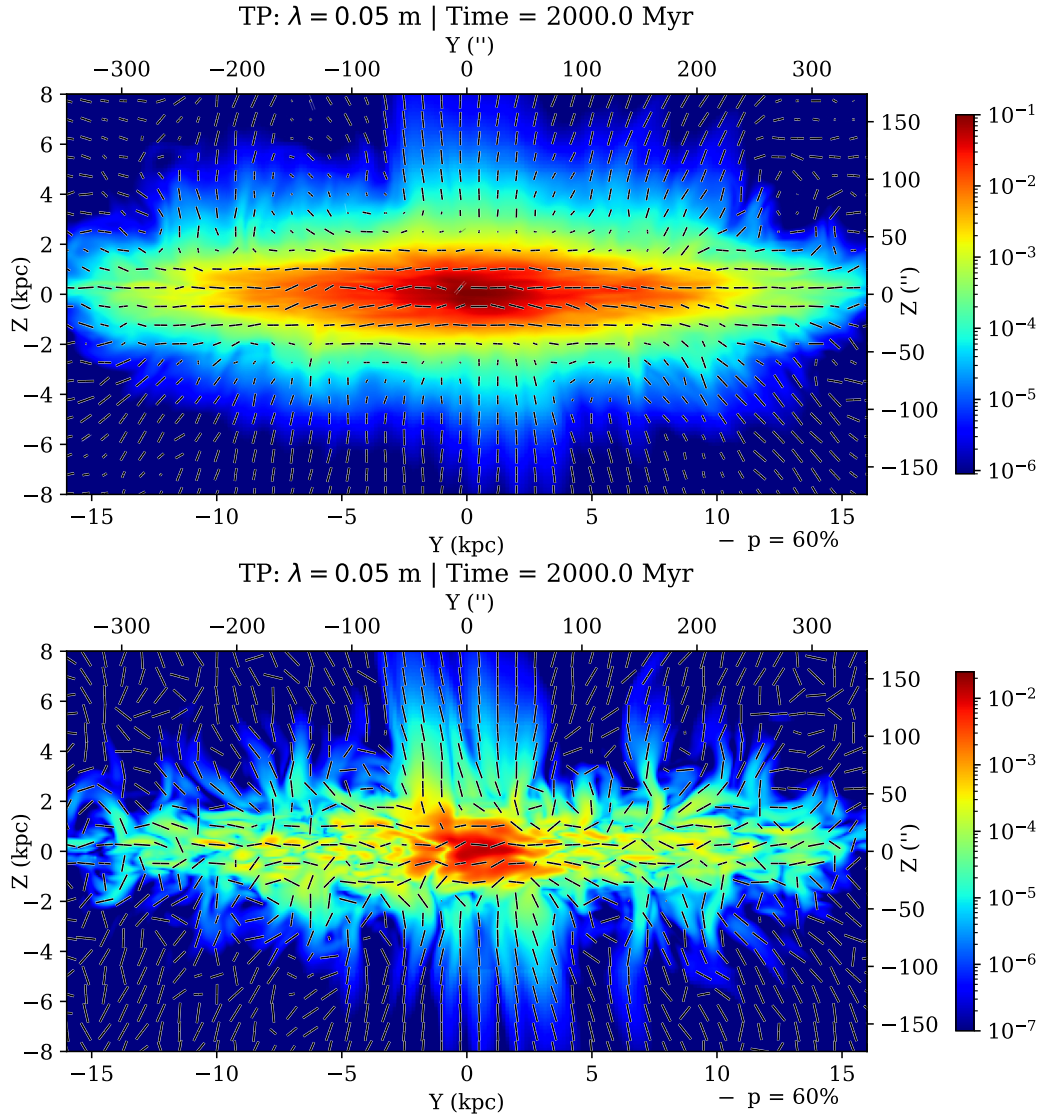 TP: λ = 0.05 m | Time = 2000.0 Myr
Y ('')
−300 −200 −100 0 100 200 300
8
6
4
2
0
−2
−4
−6
−8
Z (kpc)
150
100
50
0
−50
−100
−150
Z ('')
10⁻¹
10⁻²
10⁻³
10⁻⁴
10⁻⁵
10⁻⁶
−15 −10 −5 0 5 10 15
Y (kpc)
− p = 60%
TP: λ = 0.05 m | Time = 2000.0 Myr
Y ('')
−300 −200 −100 0 100 200 300
8
6
4
2
0
−2
−4
−6
−8
Z (kpc)
150
100
50
0
−50
−100
−150
Z ('')
10⁻²
10⁻³
10⁻⁴
10⁻⁵
10⁻⁶
10⁻⁷
−15 −10 −5 0 5 10 15
Y (kpc)
− p = 60%